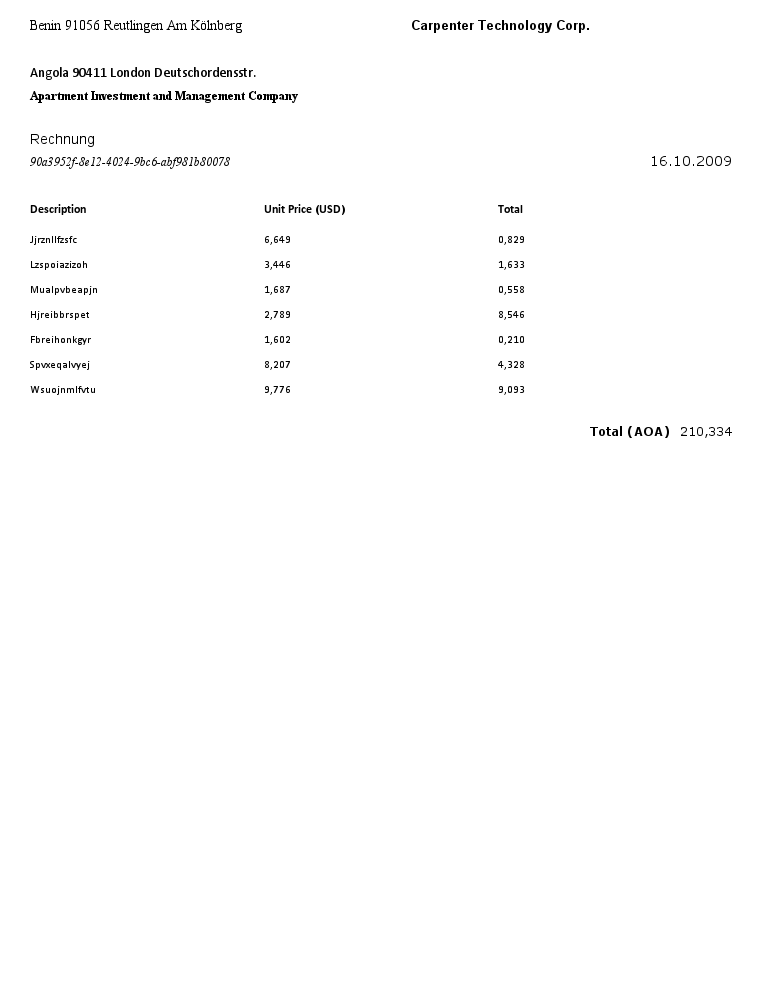 Benin 91056 Reutlingen Am Kölnberg Carpenter Technology Corp.
Angola 90411 London Deutschordensstr.
Apartment Investment and Management Company
Rechnung
90a3952f-8e12-4024-9bc6-abf981b80078 16.10.2009
Description Unit Price (USD) Total
Jjrznllfzsfc 6,649 0,829
Lzspoiazizoh 3,446 1,633
Mualpvbeapjn 1,687 0,558
Hjreibbrspet 2,789 8,546
Fbreihonkgyr 1,602 0,210
Spvxeqalvyej 8,207 4,328
Wsuojnmlfvtu 9,776 9,093
Total (AOA) 210,334